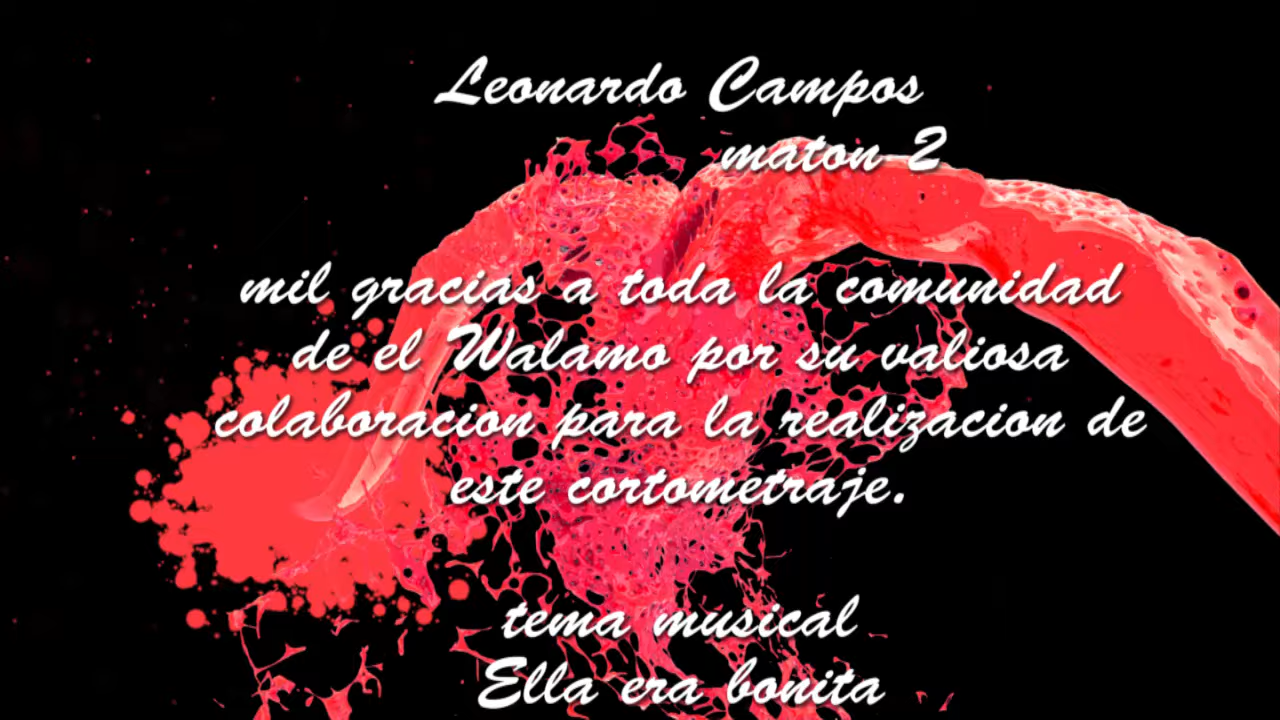 Leonardo Campos
maton 2
mil gracias a toda la comunidad
de el Walamo por su valiosa
colaboracion para la realizacion de
este cortometraje.
tema musical
Ella era bonita